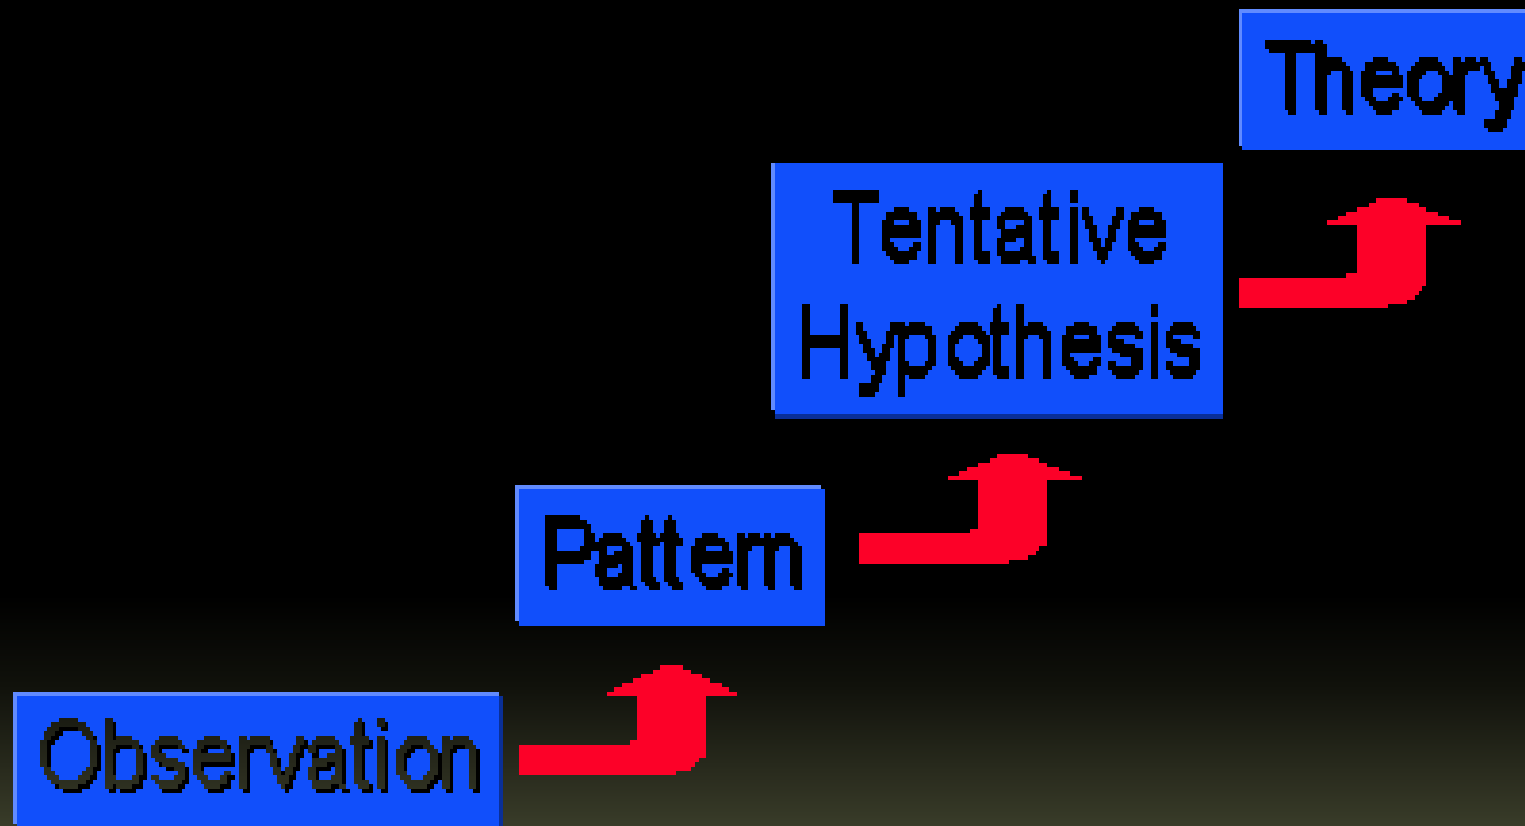 Theory
Tentative
Hypothesis
Pattern
Observation